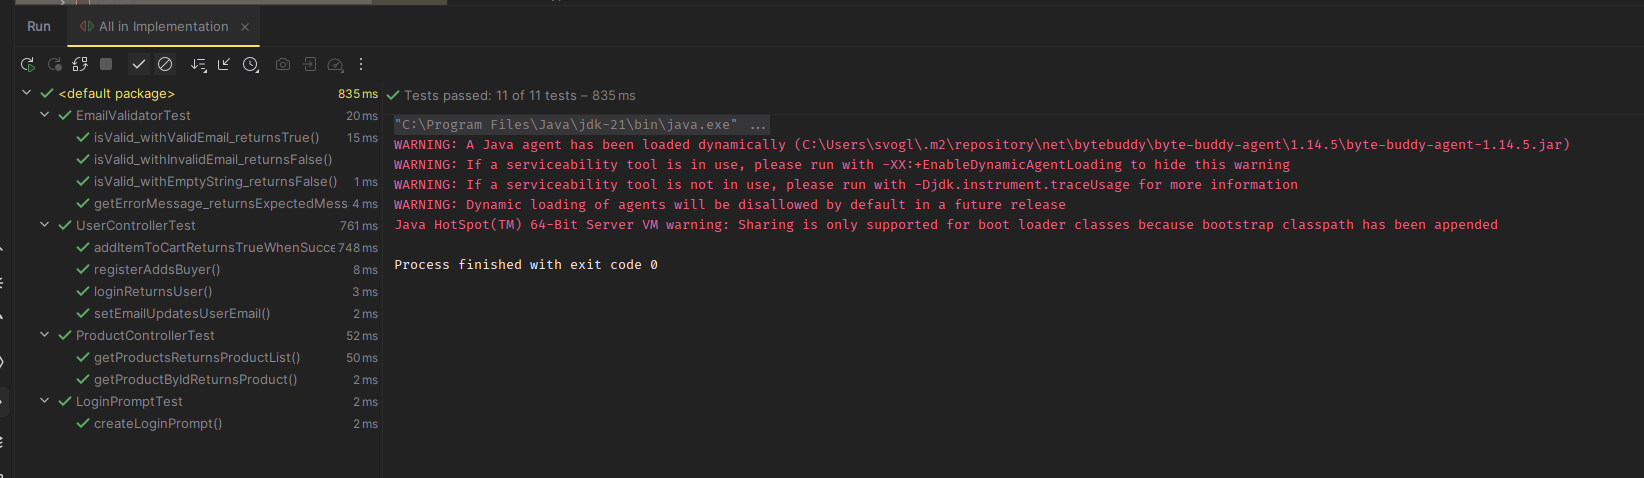 Run All in Implementation
<default package> 835 ms
EmailValidatorTest 20 ms
isValid_withValidEmail_returnsTrue() 15 ms
isValid_withInvalidEmail_returnsFalse()
isValid_withEmptyString_returnsFalse() 1 ms
getErrorMessage_returnsExpectedMess 4 ms
UserControllerTest 761 ms
addItemToCartReturnsTrueWhenSucce 748 ms
registerAddsBuyer() 8 ms
loginReturnsUser() 3 ms
setEmailUpdatesUserEmail() 2 ms
ProductControllerTest 52 ms
getProductsReturnsProductList() 50 ms
getProductByIdReturnsProduct() 2 ms
LoginPromptTest 2 ms
createLoginPrompt() 2 ms
Tests passed: 11 of 11 tests – 835 ms
"C:\Program Files\Java\jdk-21\bin\java.exe" ...
WARNING: A Java agent has been loaded dynamically (C:\Users\svogl\.m2\repository\net\bytebuddy\byte-buddy-agent\1.14.5\byte-buddy-agent-1.14.5.jar)
WARNING: If a serviceability tool is in use, please run with -XX:+EnableDynamicAgentLoading to hide this warning
WARNING: If a serviceability tool is not in use, please run with -Djdk.instrument.traceUsage for more information
WARNING: Dynamic loading of agents will be disallowed by default in a future release
Java HotSpot(TM) 64-Bit Server VM warning: Sharing is only supported for boot loader classes because bootstrap classpath has been appended
Process finished with exit code 0